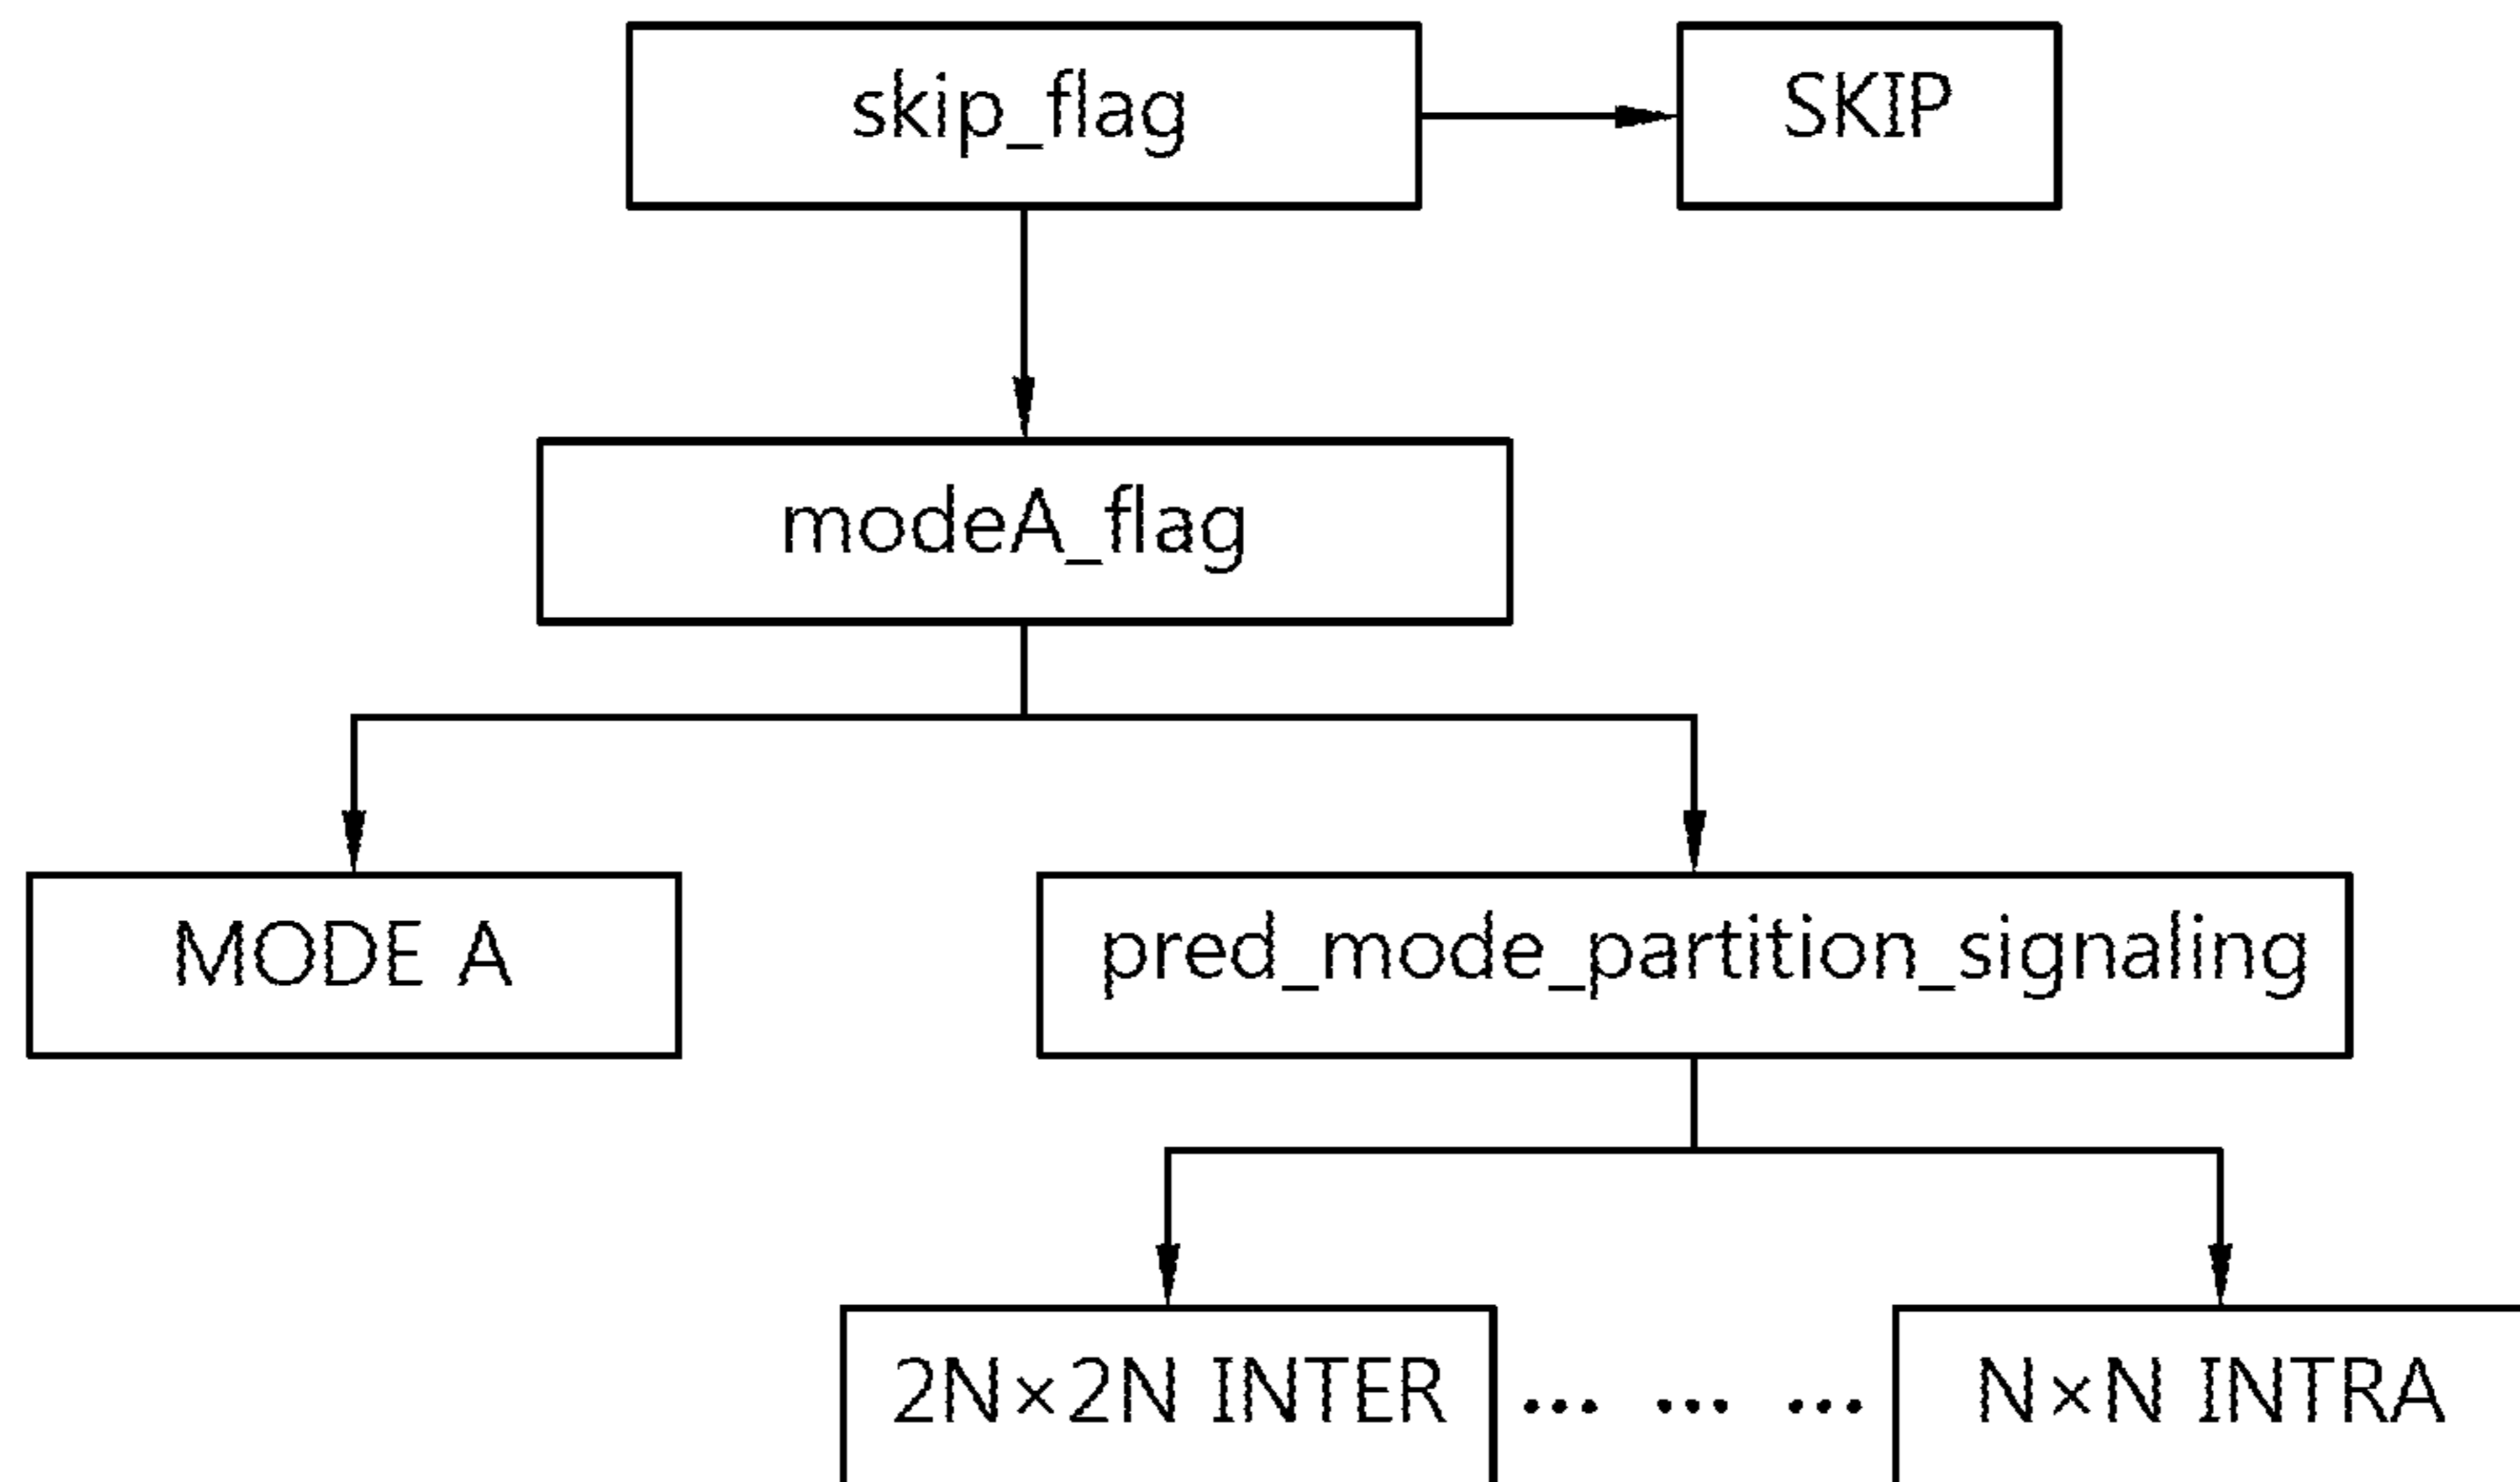 skip_flag
SKIP
modeA_flag
MODE A
pred_mode_partition_signaling
2N×2N INTER
... ... ...
N×N INTRA